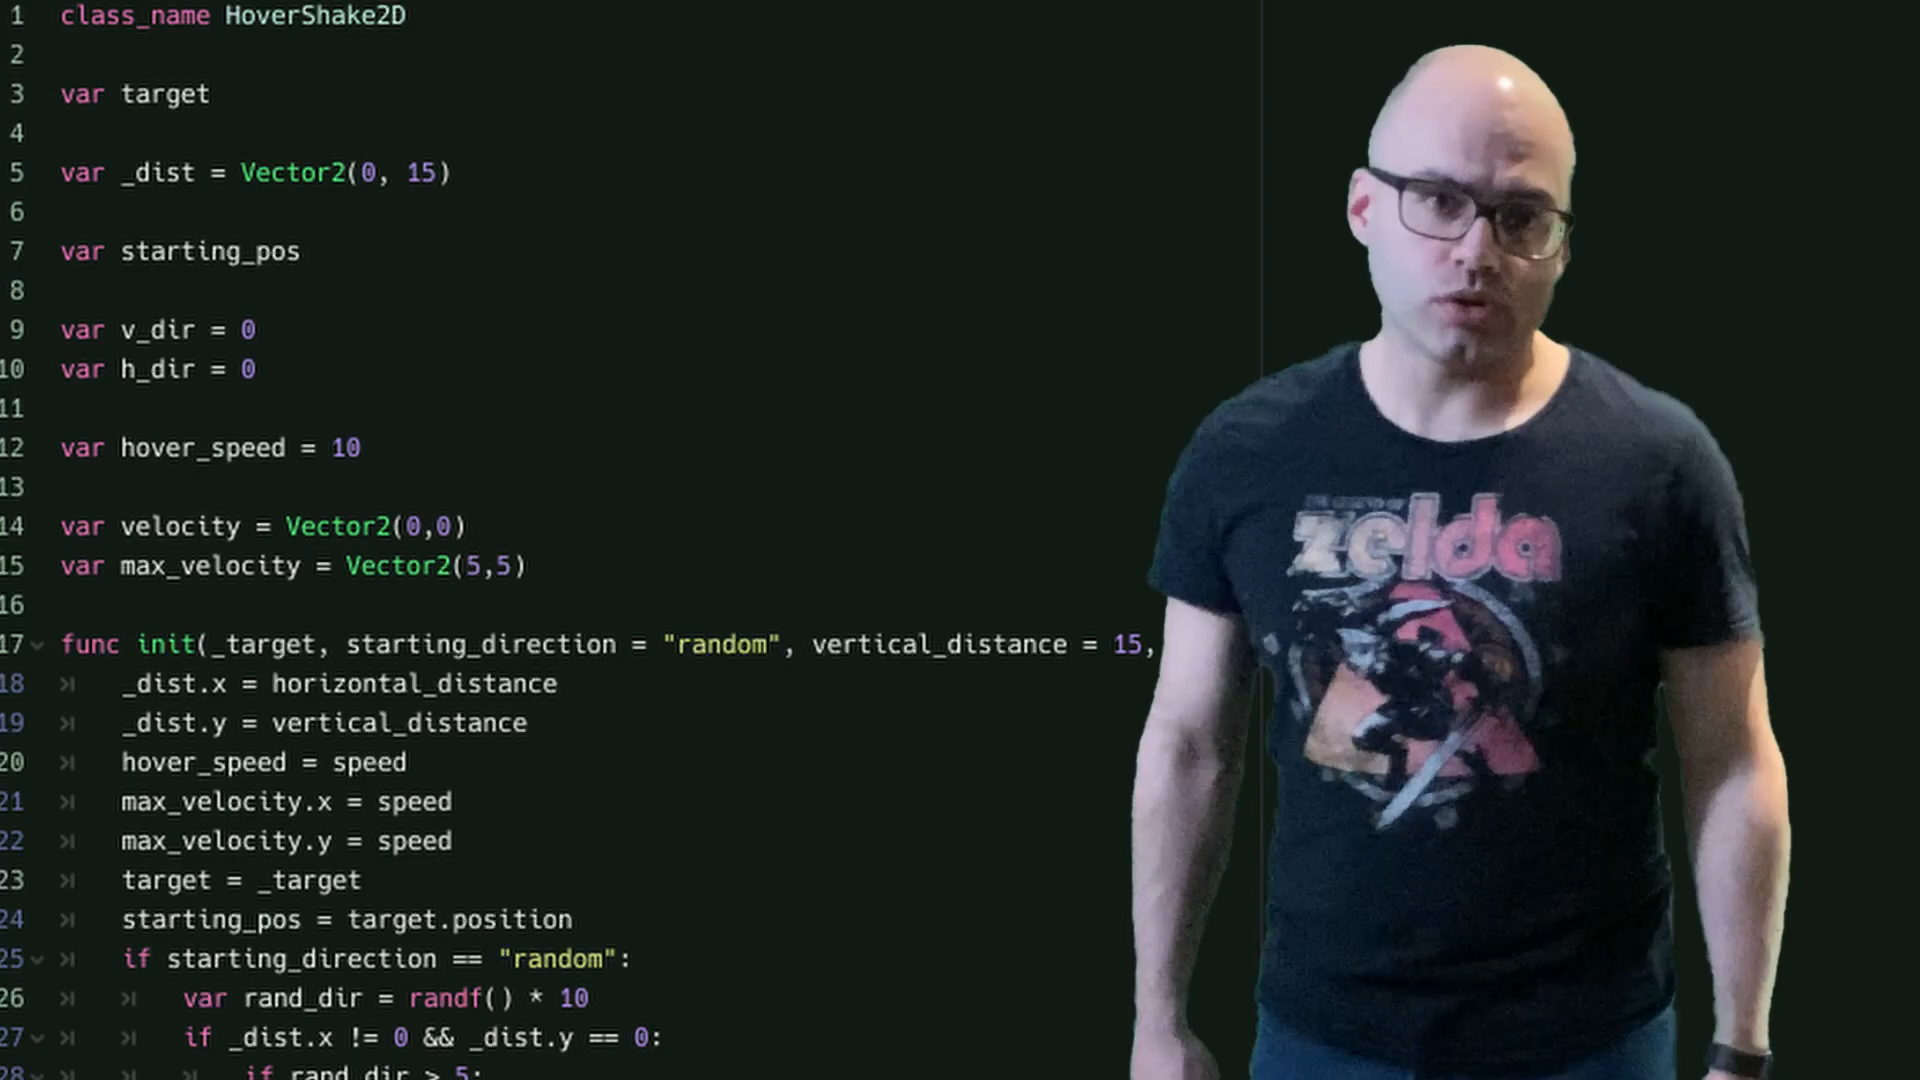 1 class_name HoverShake2D
2
3 var target
4
5 var _dist = Vector2(0, 15)
6
7 var starting_pos
8
9 var v_dir = 0
10 var h_dir = 0
11
12 var hover_speed = 10
13
14 var velocity = Vector2(0,0)
15 var max_velocity = Vector2(5,5)
16
17 func init(_target, starting_direction = "random", vertical_distance = 15,
18 _dist.x = horizontal_distance
19 _dist.y = vertical_distance
20 hover_speed = speed
21 max_velocity.x = speed
22 max_velocity.y = speed
23 target = _target
24 starting_pos = target.position
25 if starting_direction == "random":
26 var rand_dir = randf() * 10
27 if _dist.x != 0 && _dist.y == 0:
28 if rand_dir > 5:
zelda